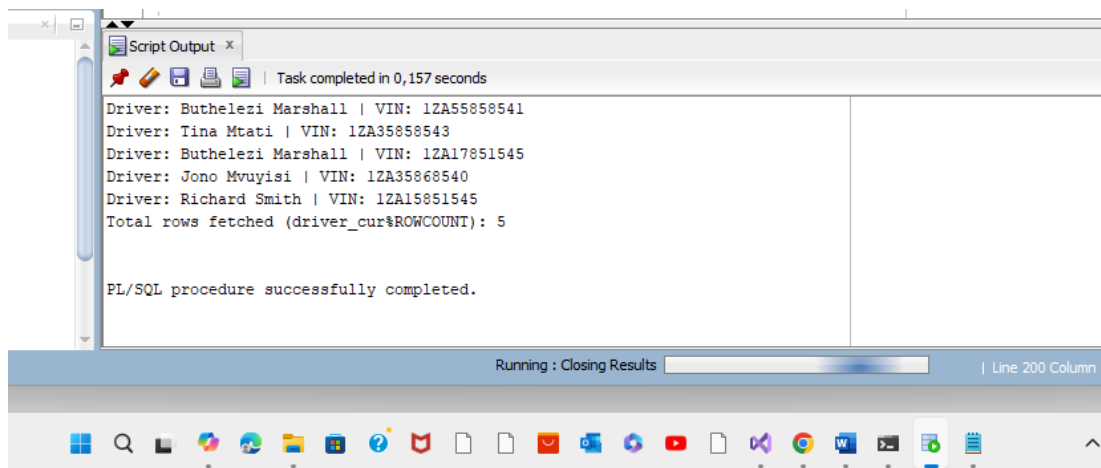 Script Output x
Task completed in 0,157 seconds
Driver: Buthelezi Marshall | VIN: 1ZA55858541
Driver: Tina Mtati | VIN: 1ZA35858543
Driver: Buthelezi Marshall | VIN: 1ZA17851545
Driver: Jono Mvuyisi | VIN: 1ZA35868540
Driver: Richard Smith | VIN: 1ZA15851545
Total rows fetched (driver_cur%ROWCOUNT): 5
PL/SQL procedure successfully completed.
Running : Closing Results
| Line 200 Column